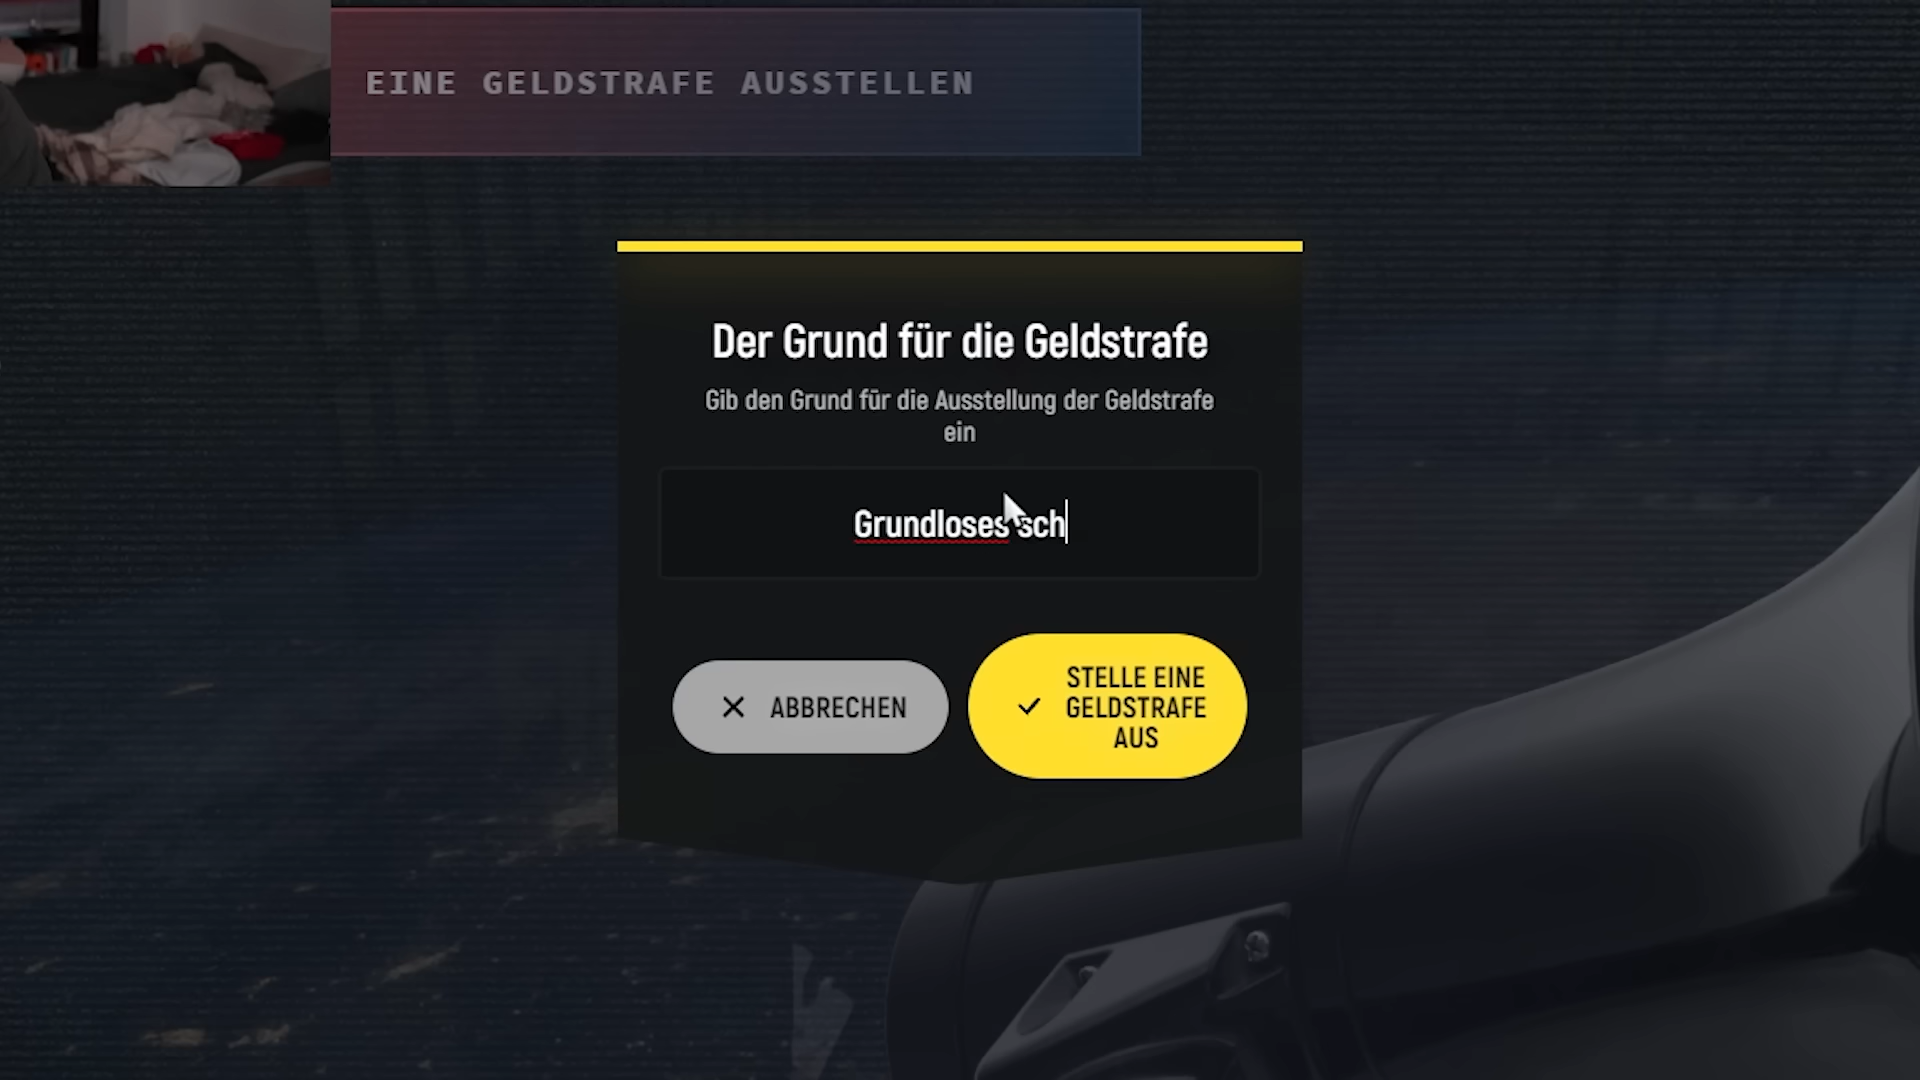 EINE GELDSTRAFE AUSSTELLEN
Der Grund für die Geldstrafe
Gib den Grund für die Ausstellung der Geldstrafe
ein
Grundloses sch
ABBRECHEN
STELLE EINE
GELDSTRAFE
AUS